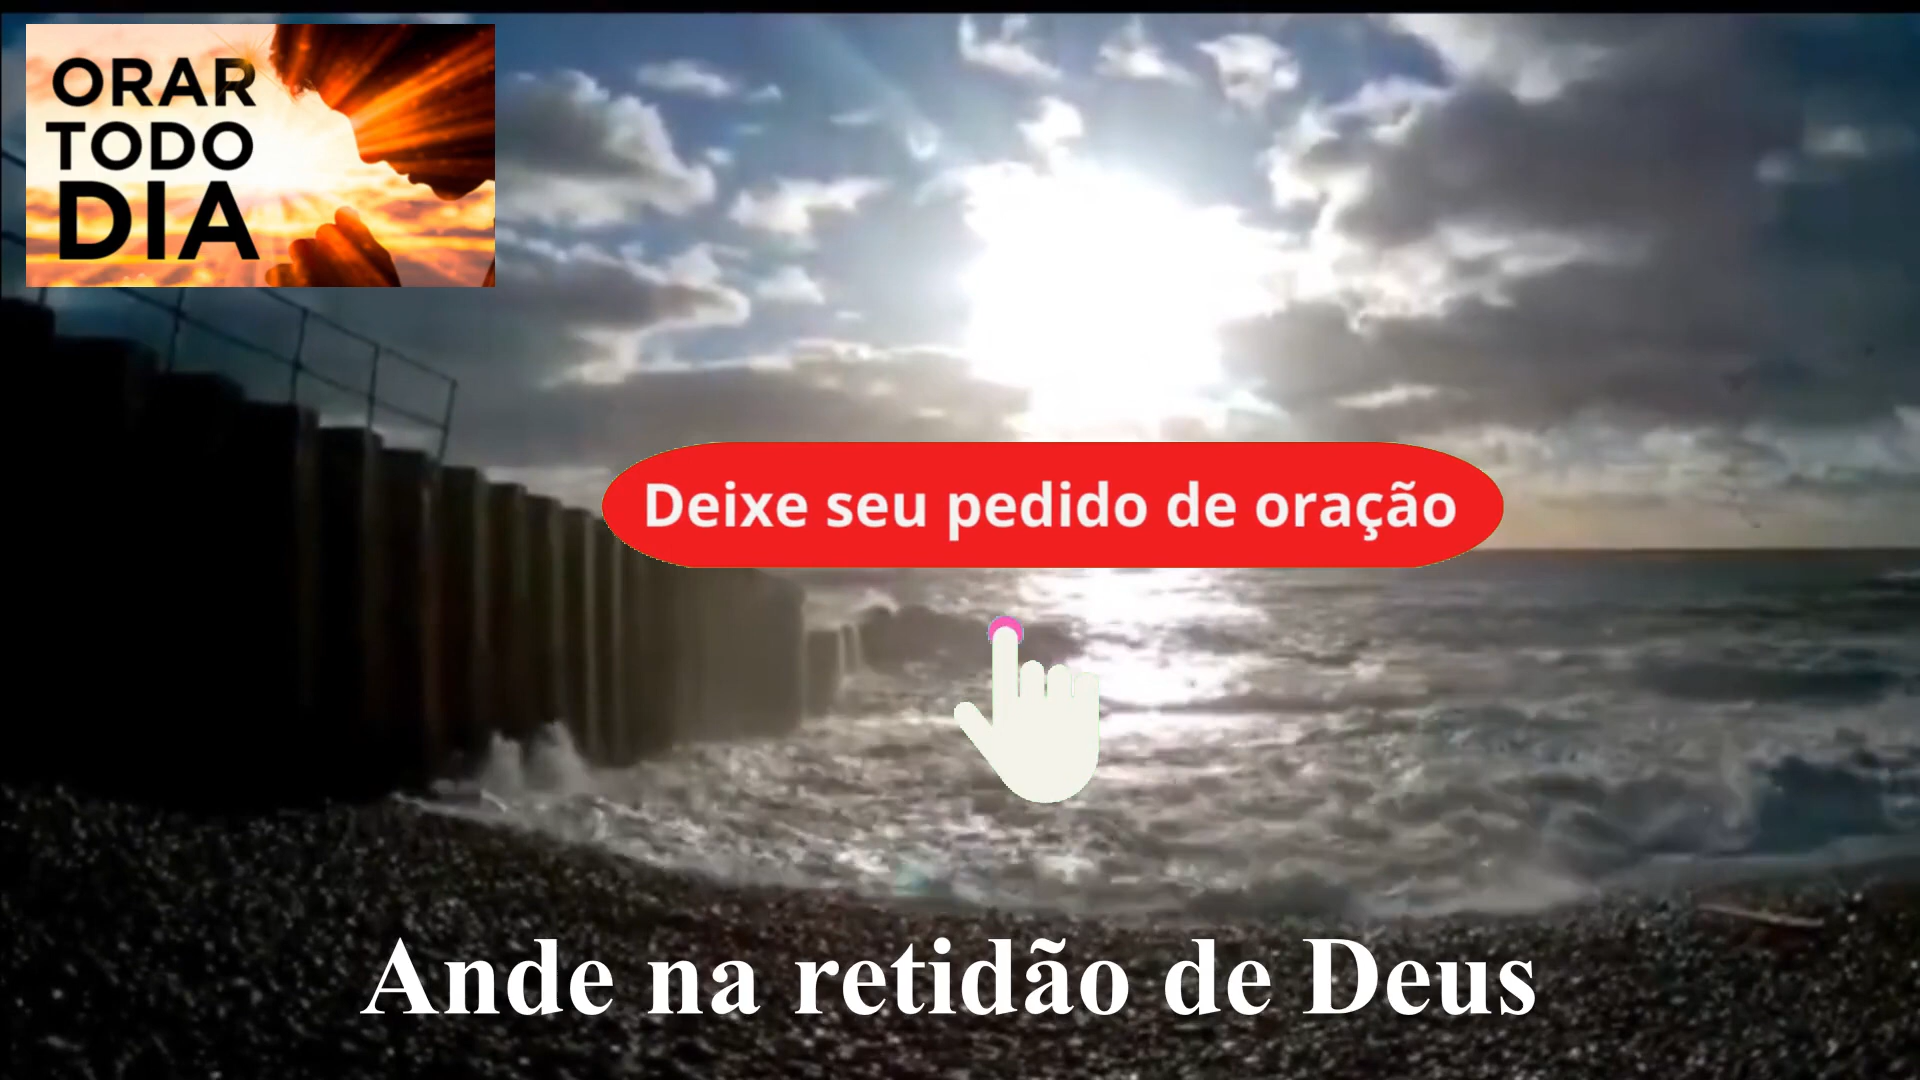 ORAR
TODO
DIA
Deixe seu pedido de oração
Ande na retidão de Deus